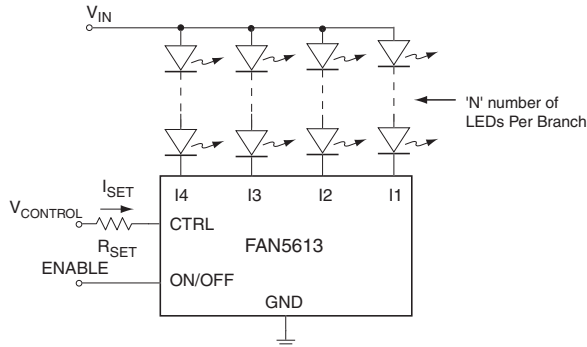 VIN
'N' number of
LEDs Per Branch
I4 I3 I2 I1
ISET
VCONTROL
CTRL
RSET
FAN5613
ENABLE
ON/OFF
GND